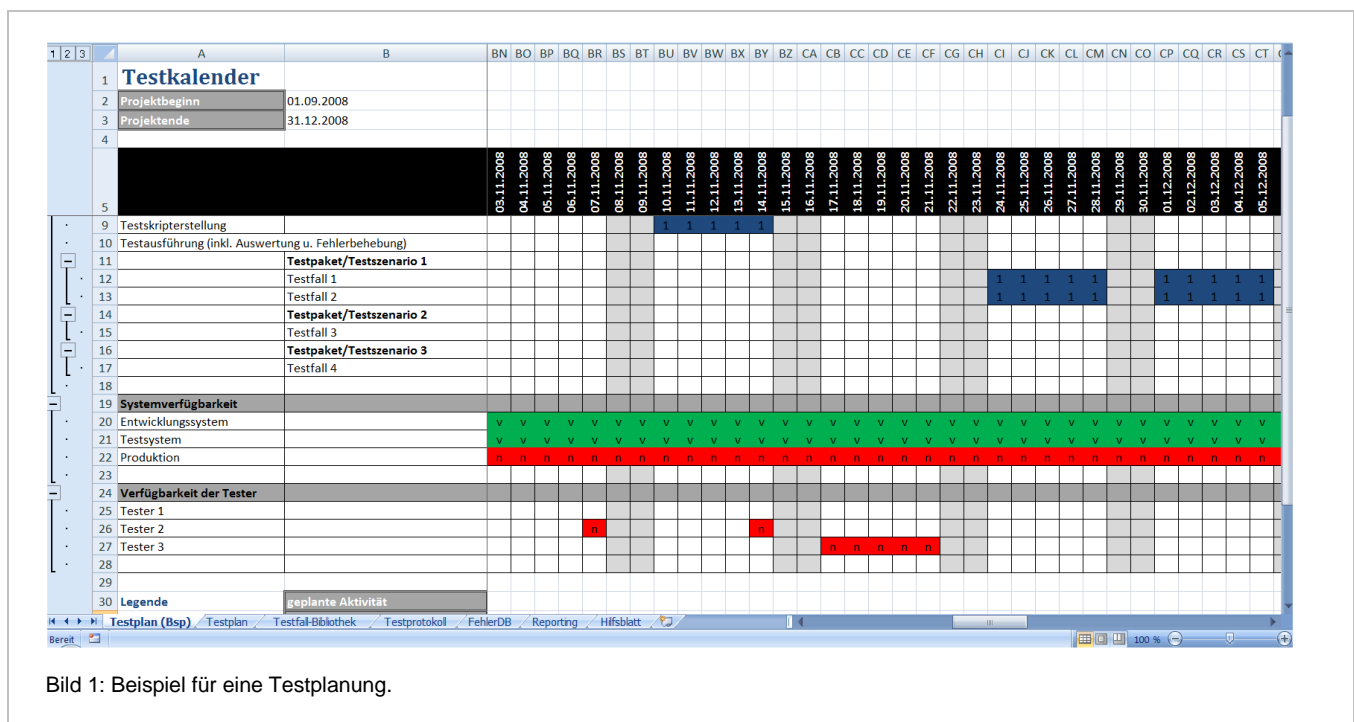 1 2 3 A B BN BO BP BQ BR BS BT BU BV BW BX BY BZ CA CB CC CD CE CF CG CH CI CJ CK CL CM CN CO CP CQ CR CS CT
1 Testkalender
2 Projektbeginn 01.09.2008
3 Projektende 31.12.2008
4
5 03.11.2008 04.11.2008 05.11.2008 06.11.2008 07.11.2008 08.11.2008 09.11.2008 10.11.2008 11.11.2008 12.11.2008 13.11.2008 14.11.2008 15.11.2008 16.11.2008 17.11.2008 18.11.2008 19.11.2008 20.11.2008 21.11.2008 22.11.2008 23.11.2008 24.11.2008 25.11.2008 26.11.2008 27.11.2008 28.11.2008 29.11.2008 30.11.2008 01.12.2008 02.12.2008 03.12.2008 04.12.2008 05.12.2008
9 Testskripterstellung 1 1 1 1 1
10 Testausführung (inkl. Auswertung u. Fehlerbehebung)
11 Testpaket/Testszenario 1
12 Testfall 1 1 1 1 1 1 1 1 1 1 1
13 Testfall 2 1 1 1 1 1 1 1 1 1 1
14 Testpaket/Testszenario 2
15 Testfall 3
16 Testpaket/Testszenario 3
17 Testfall 4
18
19 Systemverfügbarkeit
20 Entwicklungssystem v v v v v v v v v v v v v v v v v v v v v v v v v v v v v v v v v
21 Testsystem v v v v v v v v v v v v v v v v v v v v v v v v v v v v v v v v v
22 Produktion n n n n n n n n n n n n n n n n n n n n n n n n n n n n n n n n n
23
24 Verfügbarkeit der Tester
25 Tester 1
26 Tester 2 n n
27 Tester 3 n n n n n
28
29
30 Legende geplante Aktivität
Testplan (Bsp) Testplan Testfall-Bibliothek Testprotokoll FehlerDB Reporting Hilfsblatt
Bereit 100 %
Bild 1: Beispiel für eine Testplanung.